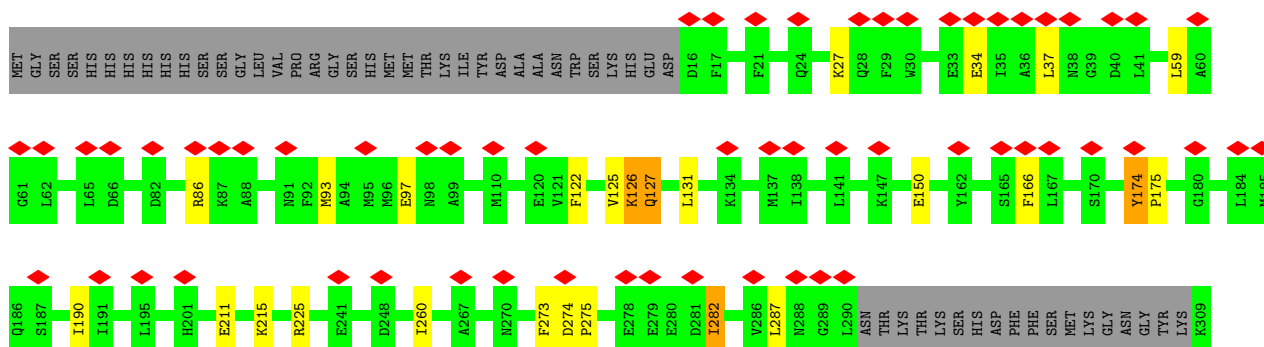 MET GLY SER SER HIS HIS HIS HIS HIS HIS SER SER GLY LEU VAL PRO ARG GLY SER HIS MET MET THR LYS ILE TYR ASP ALA ALA ASN TRP SER LYS HIS GLU ASP D16 F17 F21 Q24 K27 Q28 F29 W30 E33 E34 I35 A36 L37 N38 G39 D40 L41 L59 A60
G61 L62 L65 D66 D82 R86 K87 A88 N91 F92 M93 A94 M95 M96 E97 N98 A99 M110 E120 V121 F122 V125 K126 Q127 L131 K134 M137 I138 L141 K147 E150 Y162 S165 F166 L167 S170 Y174 P175 G180 L184
Q186 S187 I190 I191 L195 H201 E211 K215 R225 E241 D248 I260 A267 N270 F273 D274 P275 E278 E279 E280 D281 I282 V286 L287 N288 G289 L290 ASN THR LYS THR LYS SER HIS ASP PHE PHE SER MET LYS GLY ASN GLY TYR LYS K309